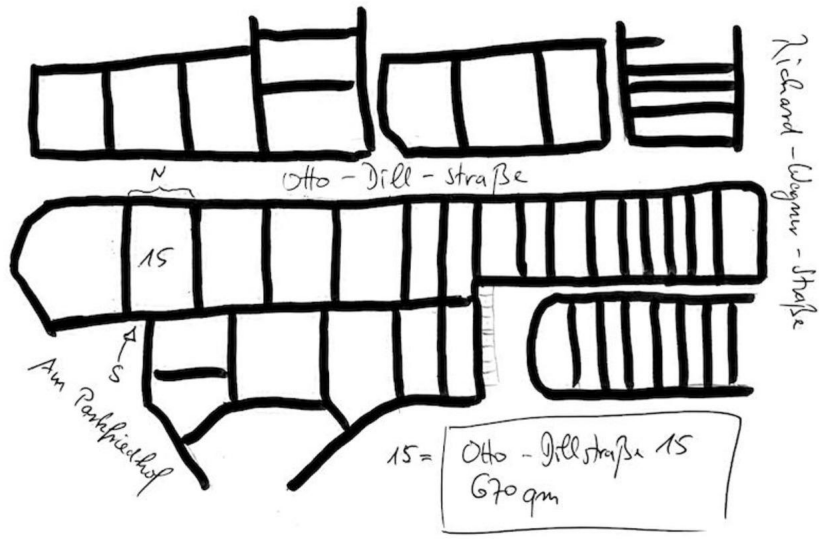 N
Otto - Dill - straße
Richard - Wagner - Straße
15
S
Am Parkfriedhof
15 =
Otto - Dillstraße 15
670 qm